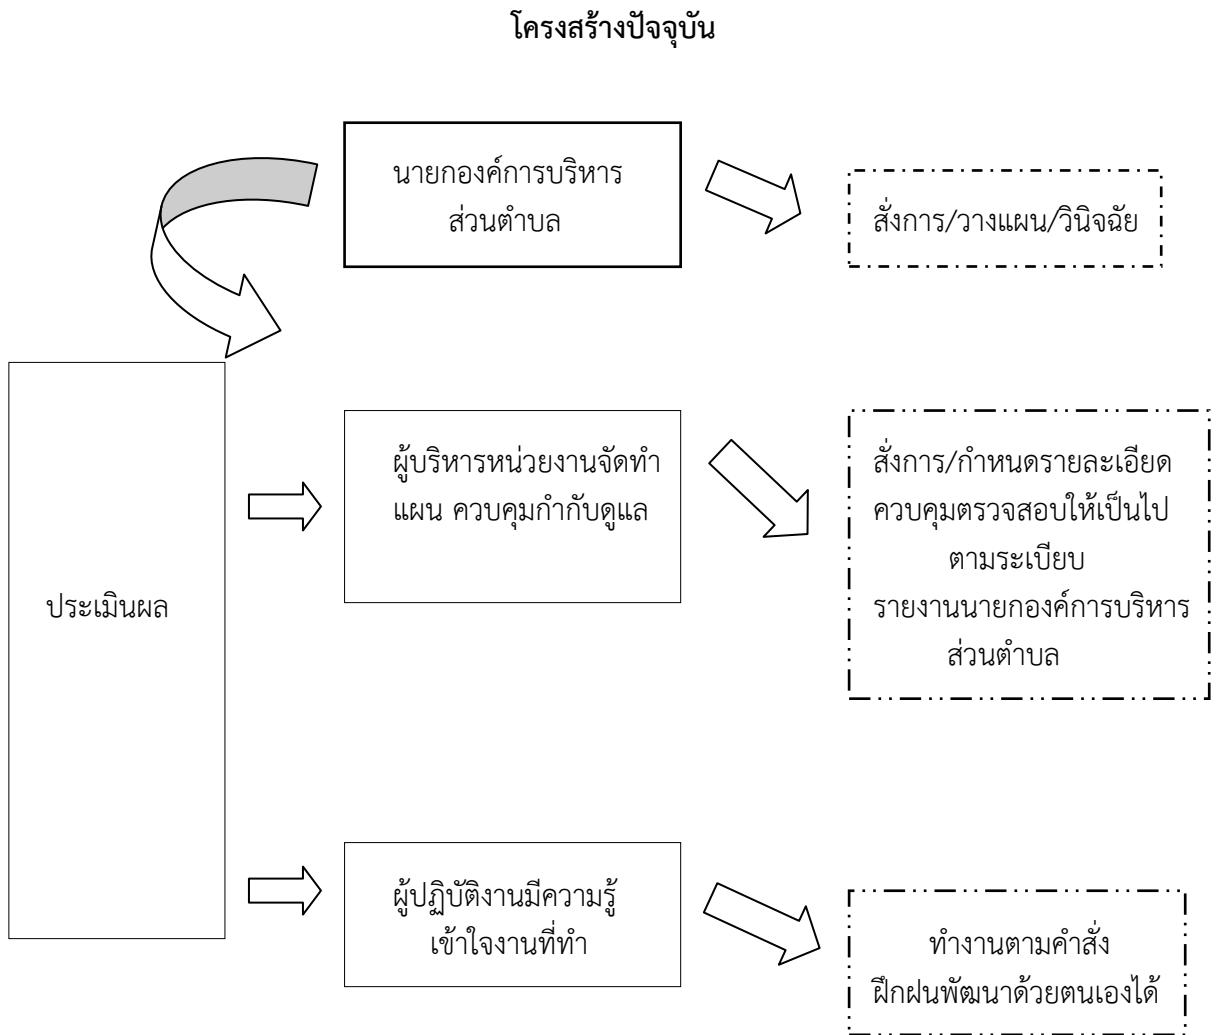 โครงสร้างปัจจุบัน
นายกองค์การบริหาร
ส่วนตำบล
สั่งการ/วางแผน/วินิจฉัย
ประเมินผล
ผู้บริหารหน่วยงานจัดทำ
แผน ควบคุมกำกับดูแล
สั่งการ/กำหนดรายละเอียด
ควบคุมตรวจสอบให้เป็นไป
ตามระเบียบ
รายงานนายกองค์การบริหาร
ส่วนตำบล
ผู้ปฏิบัติงานมีความรู้
เข้าใจงานที่ทำ
ทำงานตามคำสั่ง
ฝึกฝนพัฒนาด้วยตนเองได้